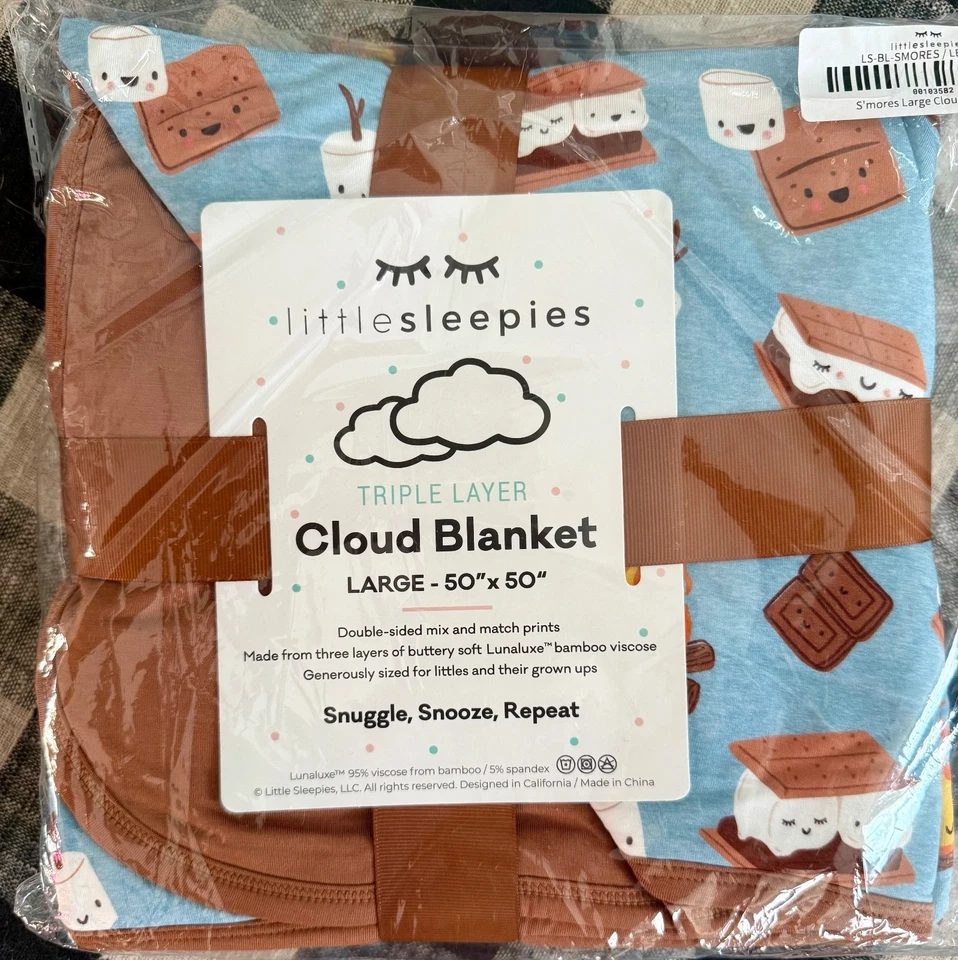 littlesleepies
LS-BL-SMORES / LE
00103582
S'mores Large Clou
littlesleepies
TRIPLE LAYER
Cloud Blanket
LARGE - 50”x 50“
Double-sided mix and match prints
Made from three layers of buttery soft Lunaluxe™ bamboo viscose
Generously sized for littles and their grown ups
Snuggle, Snooze, Repeat
Lunaluxe™ 95% viscose from bamboo / 5% spandex
© Little Sleepies, LLC. All rights reserved. Designed in California / Made in China